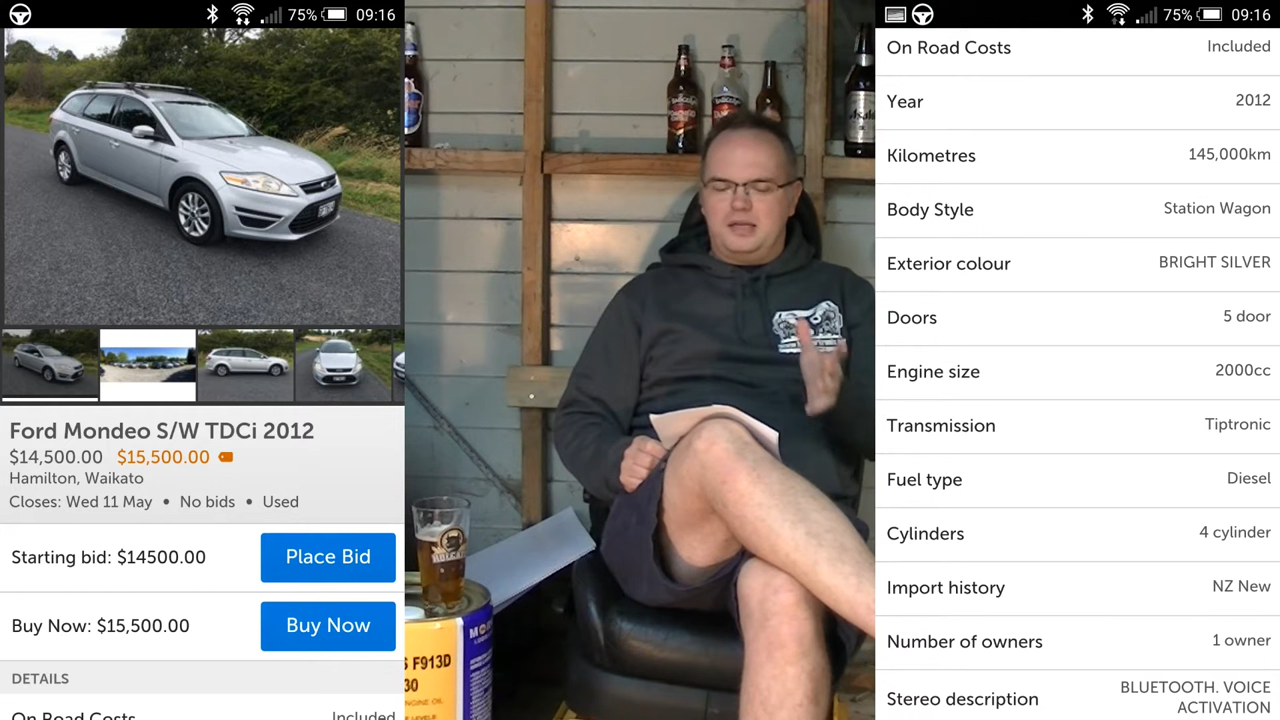 75% 09:16
Ford Mondeo S/W TDCi 2012
$14,500.00 $15,500.00
Hamilton, Waikato
Closes: Wed 11 May • No bids • Used
Starting bid: $14500.00
Place Bid
Buy Now: $15,500.00
Buy Now
DETAILS
On Road Costs Included
S F913D
30
ENGINE OIL
75% 09:16
On Road Costs Included
Year 2012
Kilometres 145,000km
Body Style Station Wagon
Exterior colour BRIGHT SILVER
Doors 5 door
Engine size 2000cc
Transmission Tiptronic
Fuel type Diesel
Cylinders 4 cylinder
Import history NZ New
Number of owners 1 owner
Stereo description BLUETOOTH. VOICE
ACTIVATION